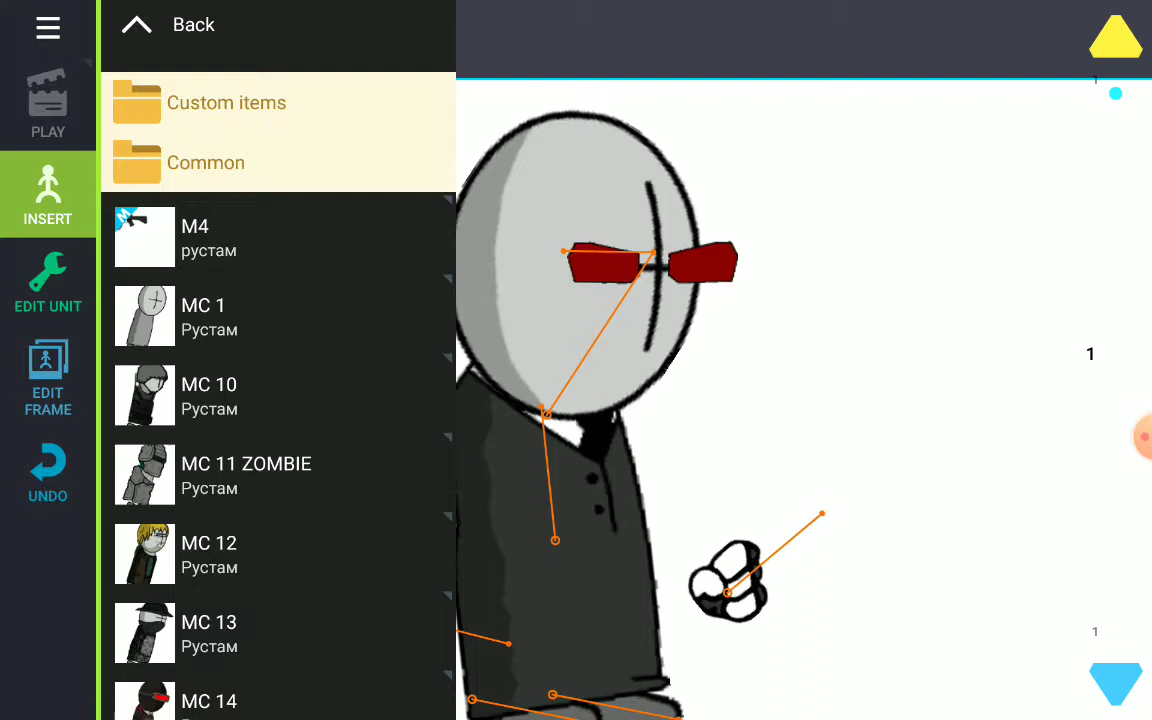 Back
PLAY
INSERT
EDIT UNIT
EDIT
FRAME
UNDO
Custom items
Common
M4
рустам
MC 1
Рустам
MC 10
Рустам
MC 11 ZOMBIE
Рустам
MC 12
Рустам
MC 13
Рустам
MC 14
1
1
1